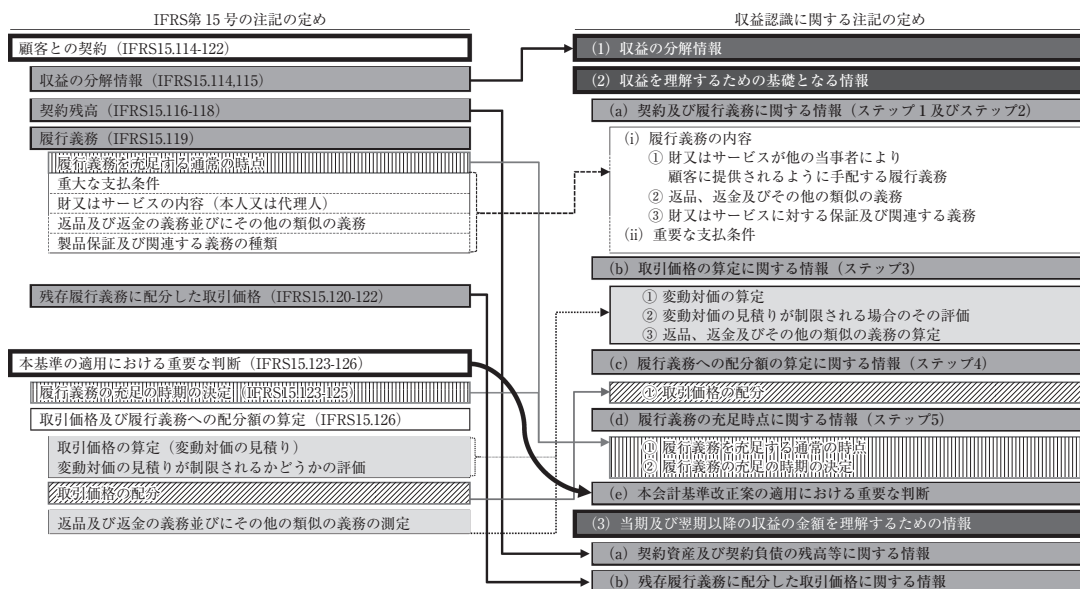 IFRS第15号の注記の定め
顧客との契約（IFRS15.114-122）
収益の分解情報（IFRS15.114,115）
契約残高（IFRS15.116-118）
履行義務（IFRS15.119）
履行義務を充足する通常の時点
重大な支払条件
財又はサービスの内容（本人又は代理人）
返品及び返金の義務並びにその他の類似の義務
製品保証及び関連する義務の種類
残存履行義務に配分した取引価格（IFRS15.120-122）
本基準の適用における重要な判断（IFRS15.123-126）
履行義務の充足の時期の決定（IFRS15.123-125）
取引価格及び履行義務への配分額の算定（IFRS15.126）
取引価格の算定（変動対価の見積り）
変動対価の見積りが制限されるかどうかの評価
取引価格の配分
返品及び返金の義務並びにその他の類似の義務の測定
収益認識に関する注記の定め
(1) 収益の分解情報
(2) 収益を理解するための基礎となる情報
(a) 契約及び履行義務に関する情報（ステップ1及びステップ2）
(i) 履行義務の内容
① 財又はサービスが他の当事者により
顧客に提供されるように手配する履行義務
② 返品、返金及びその他の類似の義務
③ 財又はサービスに対する保証及び関連する義務
(ii) 重要な支払条件
(b) 取引価格の算定に関する情報（ステップ3）
① 変動対価の算定
② 変動対価の見積りが制限される場合のその評価
③ 返品、返金及びその他の類似の義務の算定
(c) 履行義務への配分額の算定に関する情報（ステップ4）
① 取引価格の配分
(d) 履行義務の充足時点に関する情報（ステップ5）
① 履行義務を充足する通常の時点
② 履行義務の充足の時期の決定
(e) 本会計基準改正案の適用における重要な判断
(3) 当期及び翌期以降の収益の金額を理解するための情報
(a) 契約資産及び契約負債の残高等に関する情報
(b) 残存履行義務に配分した取引価格に関する情報